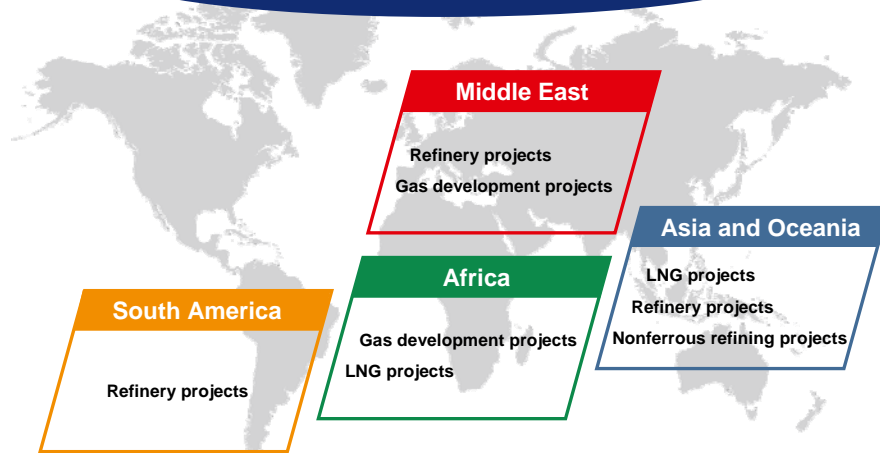 Middle East
Refinery projects
Gas development projects
Asia and Oceania
LNG projects
Refinery projects
Nonferrous refining projects
Africa
Gas development projects
LNG projects
South America
Refinery projects